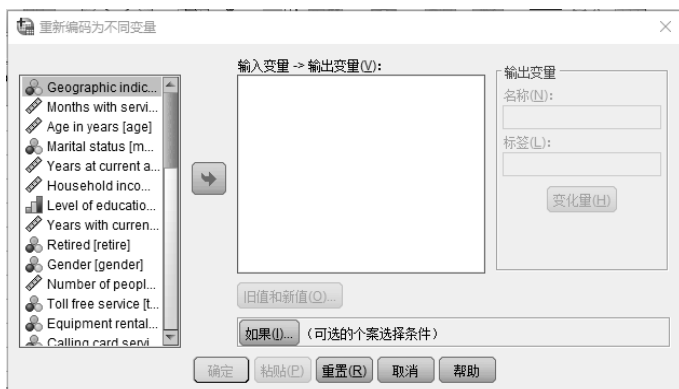 重新编码为不同变量
Geographic indic...
Months with servi...
Age in years [age]
Marital status [m...
Years at current a...
Household inco...
Level of educatio...
Years with curren...
Retired [retire]
Gender [gender]
Number of peopl...
Toll free service [t...
Equipment rental...
Calling card servi...
输入变量 -> 输出变量(V):
输出变量
名称(N):
标签(L):
变化量(H)
旧值和新值(O)...
如果(I)... (可选的个案选择条件)
确定 粘贴(P) 重置(R) 取消 帮助